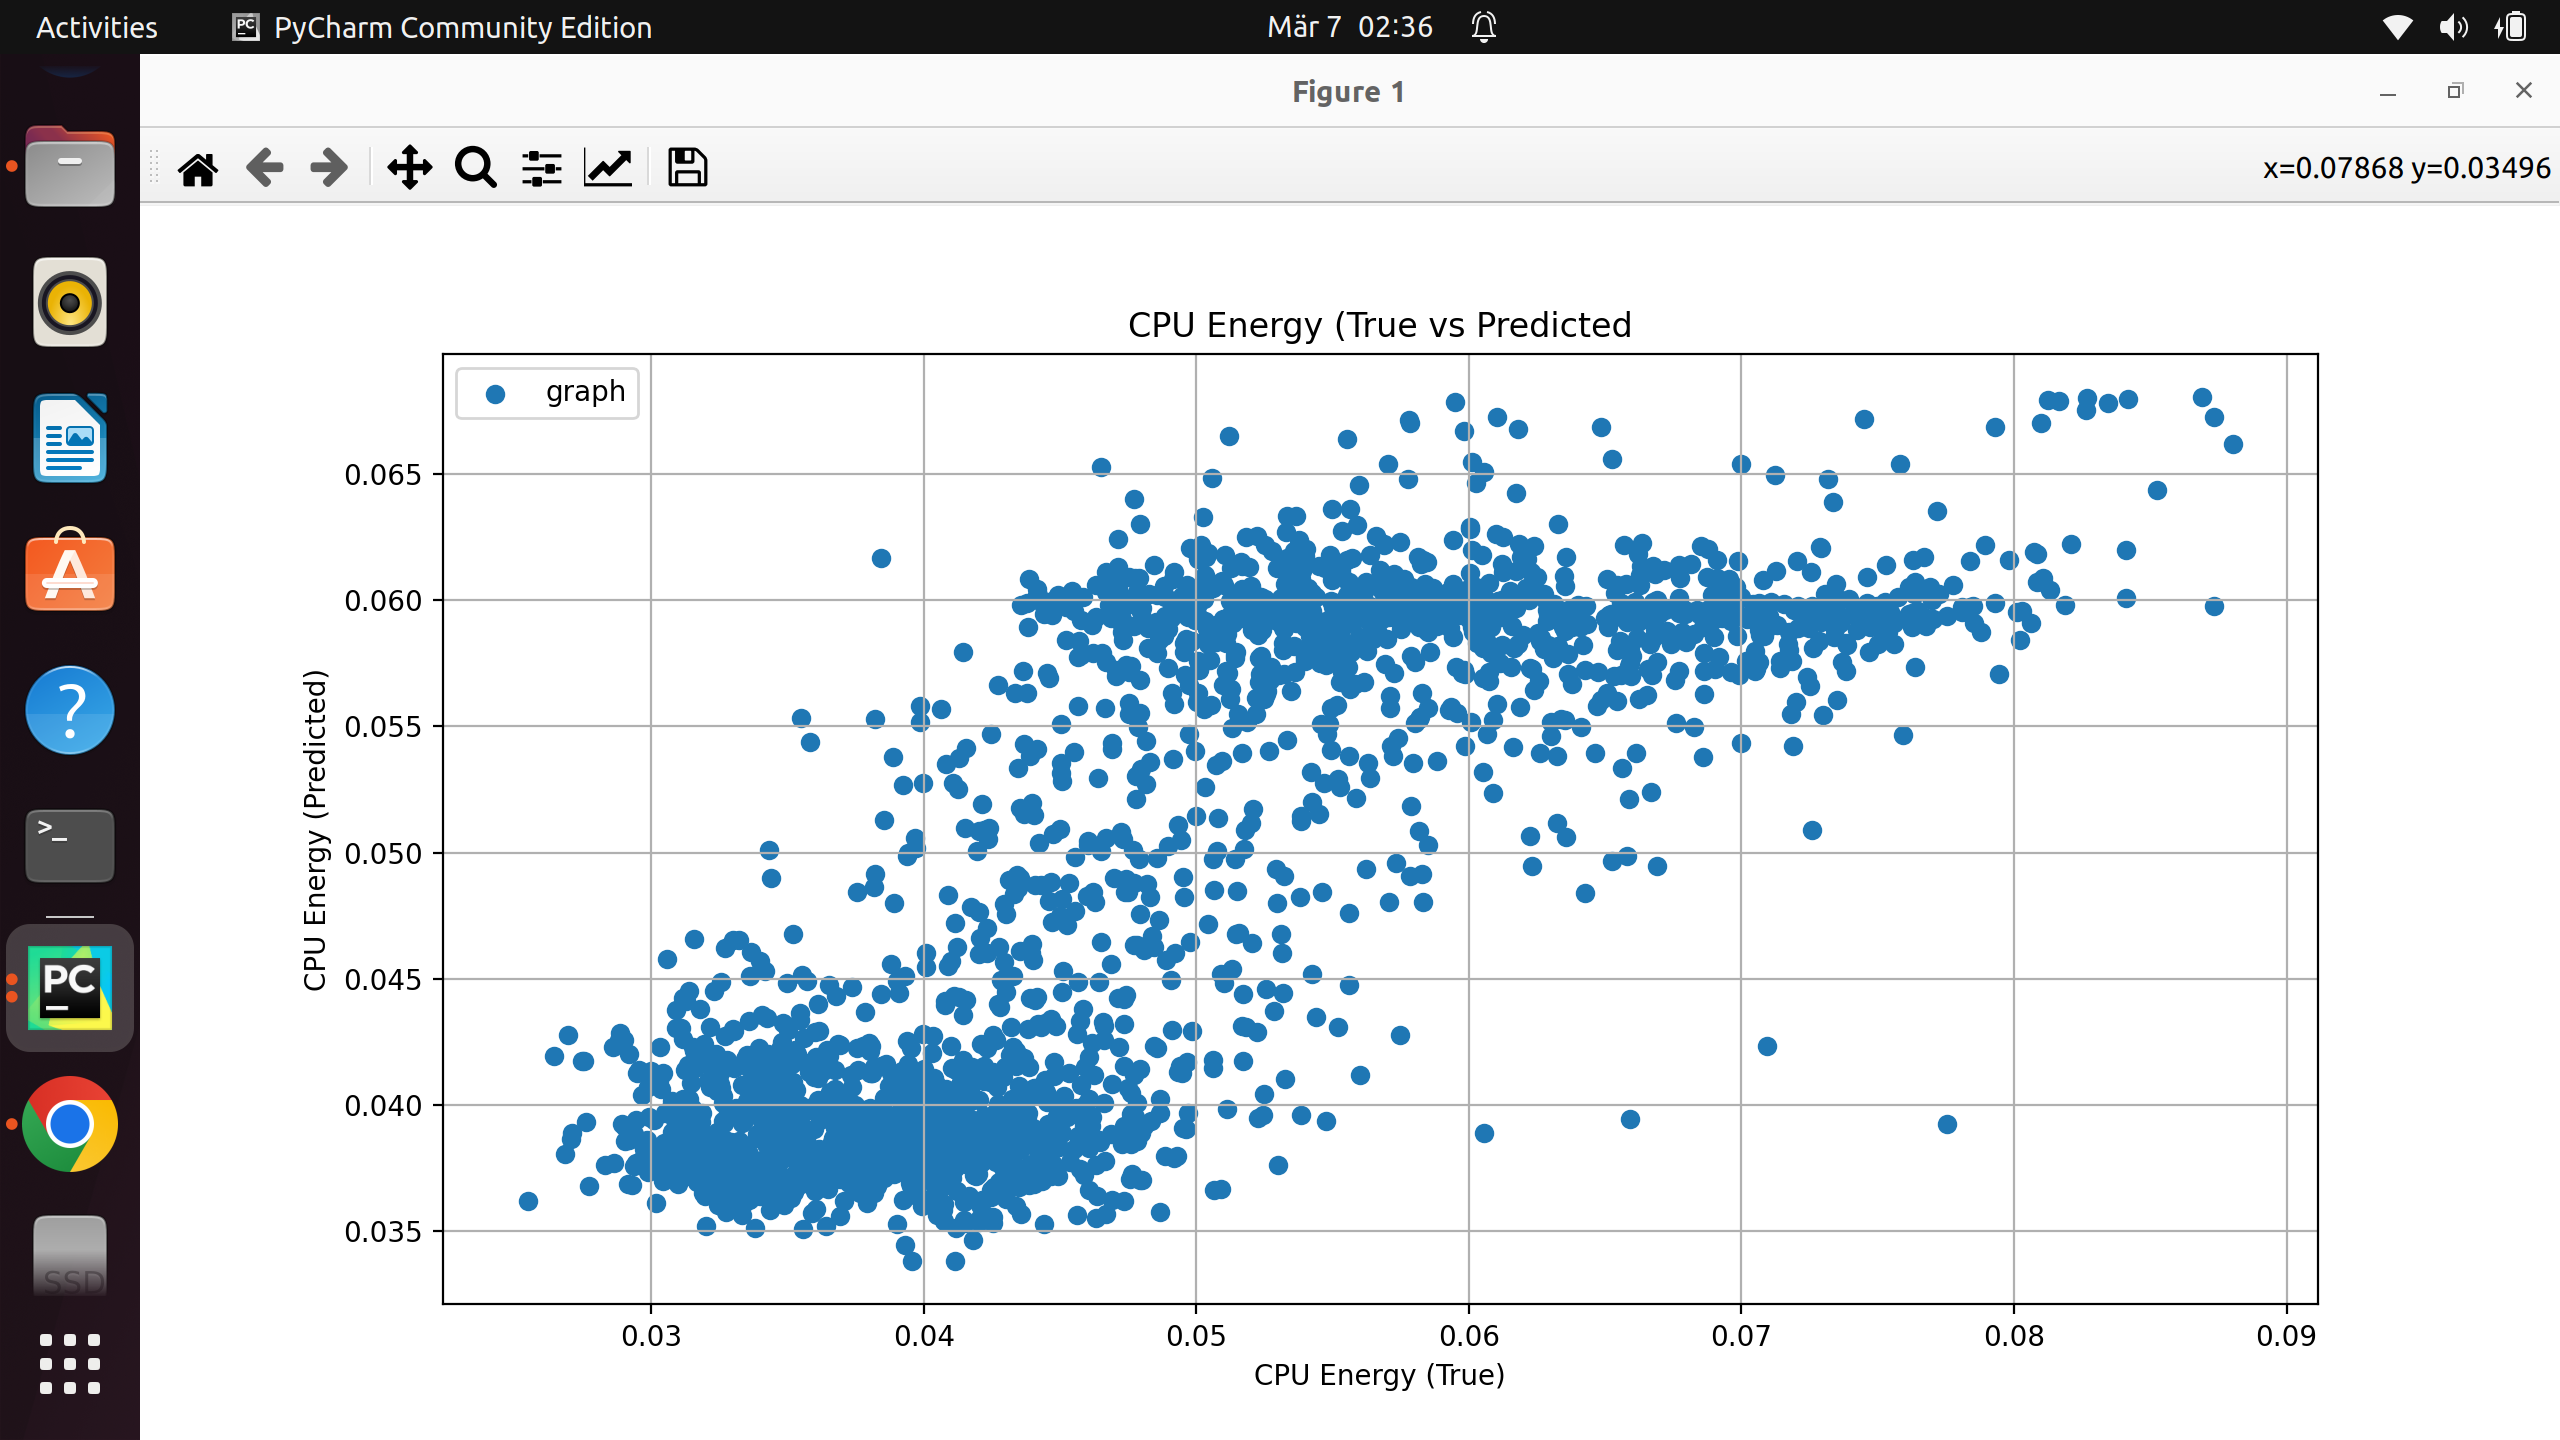 Activities
PC
PyCharm Community Edition
Mär 7 02:36
Figure 1
x=0.07868 y=0.03496
CPU Energy (True vs Predicted
graph
CPU Energy (Predicted)
0.065
0.060
0.055
0.050
0.045
0.040
0.035
0.03
0.04
0.05
0.06
0.07
0.08
0.09
CPU Energy (True)
A
?
>_
PC
SSD